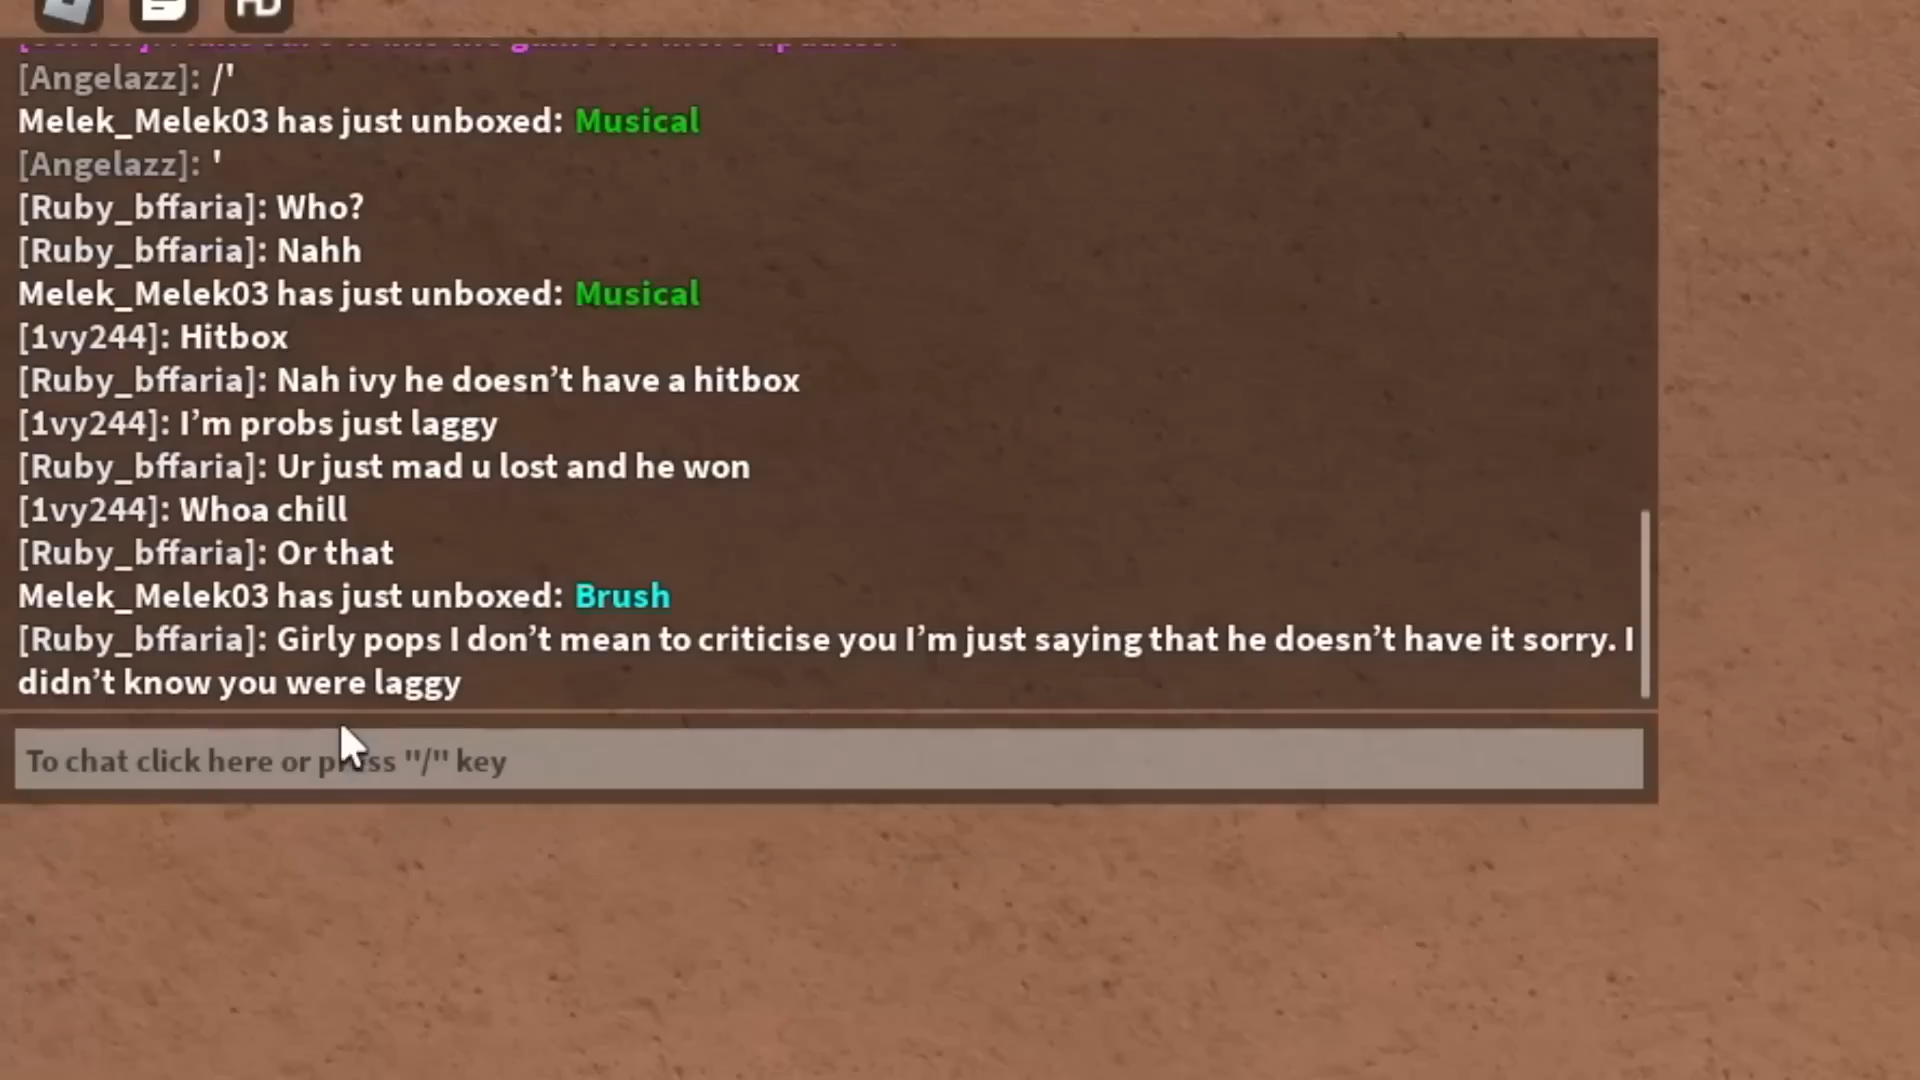 HD
[Angelazz]: /'
Melek_Melek03 has just unboxed: Musical
[Angelazz]: '
[Ruby_bffaria]: Who?
[Ruby_bffaria]: Nahh
Melek_Melek03 has just unboxed: Musical
[1vy244]: Hitbox
[Ruby_bffaria]: Nah ivy he doesn’t have a hitbox
[1vy244]: I’m probs just laggy
[Ruby_bffaria]: Ur just mad u lost and he won
[1vy244]: Whoa chill
[Ruby_bffaria]: Or that
Melek_Melek03 has just unboxed: Brush
[Ruby_bffaria]: Girly pops I don’t mean to criticise you I’m just saying that he doesn’t have it sorry. I
didn’t know you were laggy
To chat click here or press "/" key